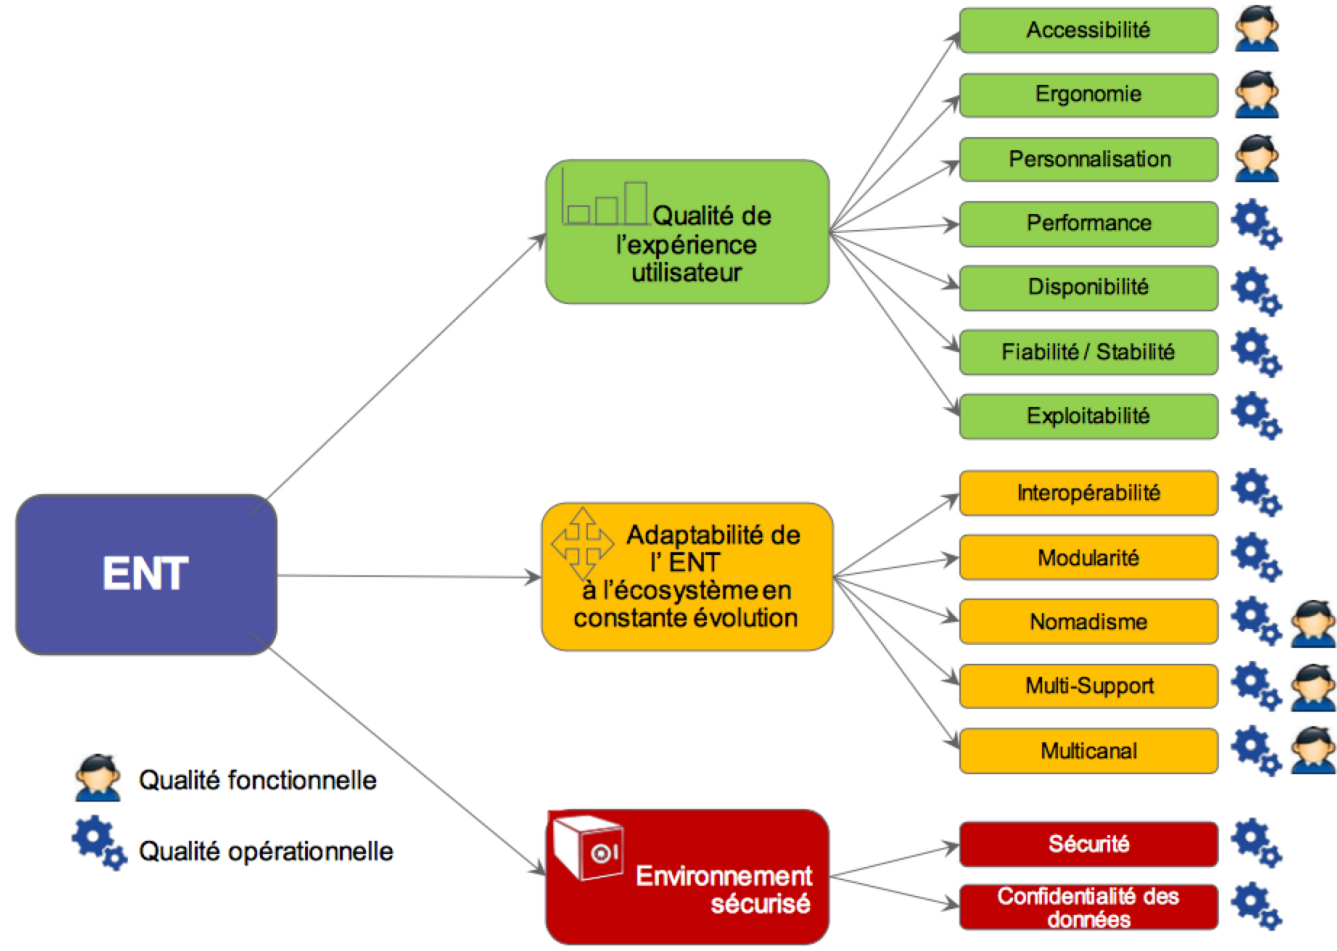 ENT
Qualité de
l'expérience
utilisateur
Accessibilité
Ergonomie
Personnalisation
Performance
Disponibilité
Fiabilité / Stabilité
Exploitabilité
Adaptabilité de
l' ENT
à l'écosystème en
constante évolution
Interopérabilité
Modularité
Nomadisme
Multi-Support
Multicanal
Environnement
sécurisé
Sécurité
Confidentialité des
données
Qualité fonctionnelle
Qualité opérationnelle